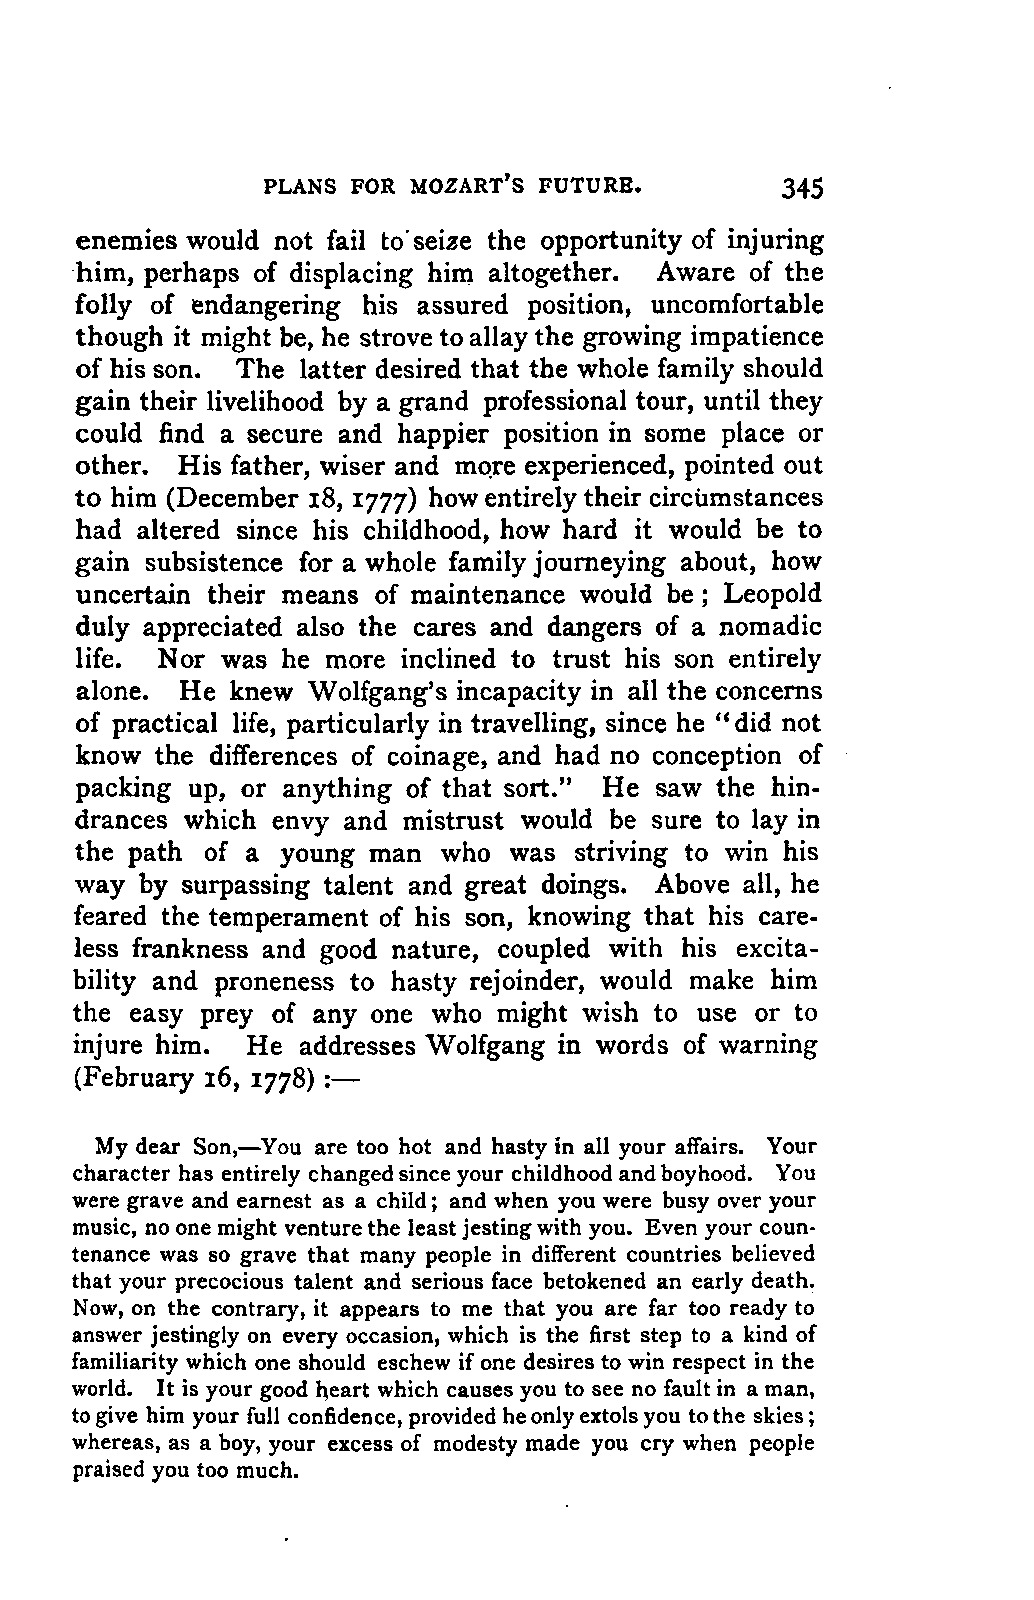 PLANS FOR MOZART'S FUTURE. 345
enemies would not fail to seize the opportunity of injuring
him, perhaps of displacing him altogether. Aware of the
folly of endangering his assured position, uncomfortable
though it might be, he strove to allay the growing impatience
of his son. The latter desired that the whole family should
gain their livelihood by a grand professional tour, until they
could find a secure and happier position in some place or
other. His father, wiser and more experienced, pointed out
to him (December 18, 1777) how entirely their circumstances
had altered since his childhood, how hard it would be to
gain subsistence for a whole family journeying about, how
uncertain their means of maintenance would be; Leopold
duly appreciated also the cares and dangers of a nomadic
life. Nor was he more inclined to trust his son entirely
alone. He knew Wolfgang's incapacity in all the concerns
of practical life, particularly in travelling, since he "did not
know the differences of coinage, and had no conception of
packing up, or anything of that sort." He saw the hin-
drances which envy and mistrust would be sure to lay in
the path of a young man who was striving to win his
way by surpassing talent and great doings. Above all, he
feared the temperament of his son, knowing that his care-
less frankness and good nature, coupled with his excita-
bility and proneness to hasty rejoinder, would make him
the easy prey of any one who might wish to use or to
injure him. He addresses Wolfgang in words of warning
(February 16, 1778) :—
My dear Son,—You are too hot and hasty in all your affairs. Your
character has entirely changed since your childhood and boyhood. You
were grave and earnest as a child; and when you were busy over your
music, no one might venture the least jesting with you. Even your coun-
tenance was so grave that many people in different countries believed
that your precocious talent and serious face betokened an early death.
Now, on the contrary, it appears to me that you are far too ready to
answer jestingly on every occasion, which is the first step to a kind of
familiarity which one should eschew if one desires to win respect in the
world. It is your good heart which causes you to see no fault in a man,
to give him your full confidence, provided he only extols you to the skies;
whereas, as a boy, your excess of modesty made you cry when people
praised you too much.